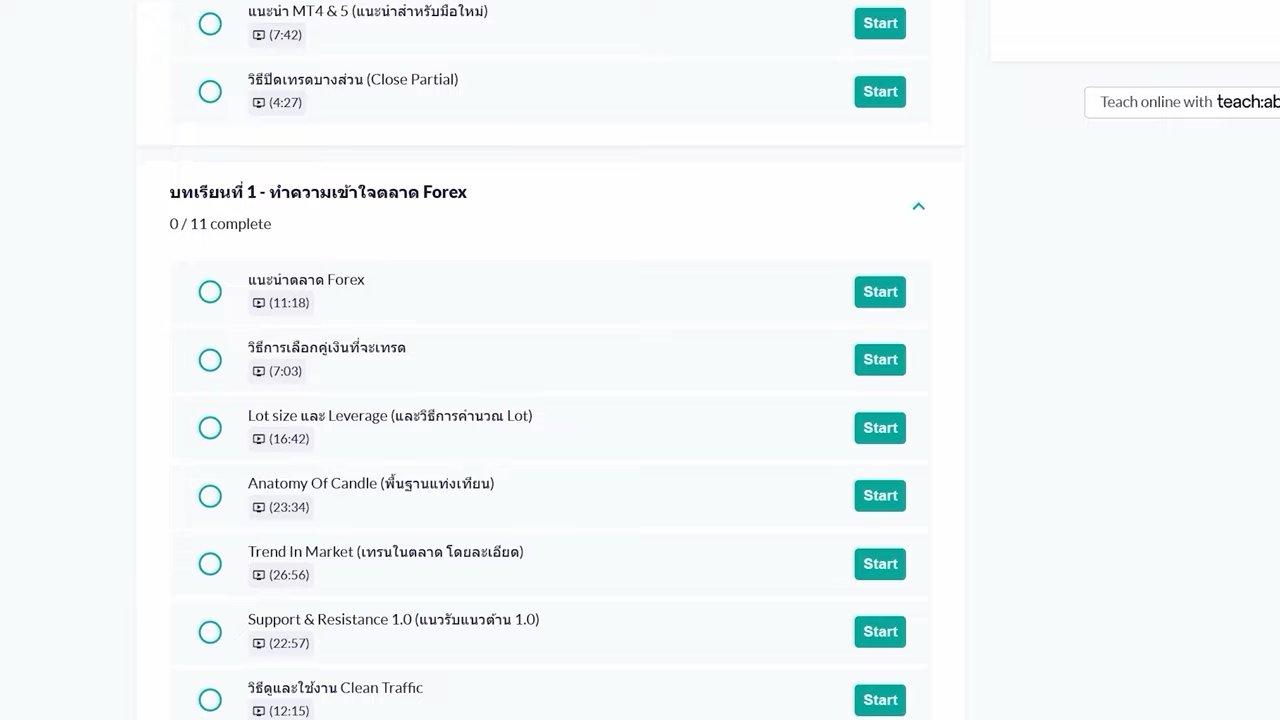 แนะนำ MT4 & 5 (แนะนำสำหรับมือใหม่)
(7:42)
Start
วิธีปิดเทรดบางส่วน (Close Partial)
(4:27)
Start
Teach online with teach:ab
บทเรียนที่ 1 - ทำความเข้าใจตลาด Forex
0 / 11 complete
แนะนำตลาด Forex
(11:18)
Start
วิธีการเลือกคู่เงินที่จะเทรด
(7:03)
Start
Lot size และ Leverage (และวิธีการคำนวณ Lot)
(16:42)
Start
Anatomy Of Candle (พื้นฐานแท่งเทียน)
(23:34)
Start
Trend In Market (เทรนในตลาด โดยละเอียด)
(26:56)
Start
Support & Resistance 1.0 (แนวรับแนวต้าน 1.0)
(22:57)
Start
วิธีดูและใช้งาน Clean Traffic
(12:15)
Start